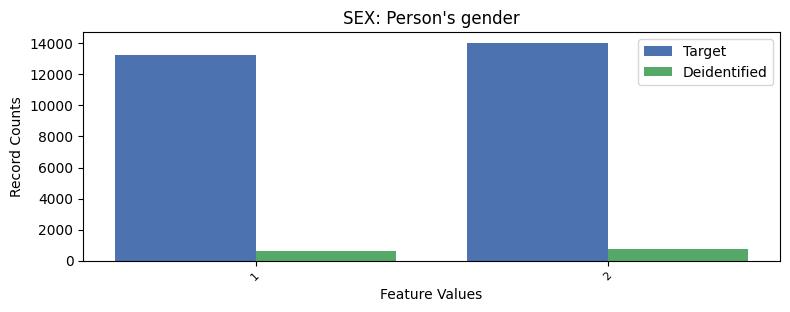 SEX: Person's gender
Target
Deidentified
Record Counts
14000
12000
10000
8000
6000
4000
2000
0
1
2
Feature Values